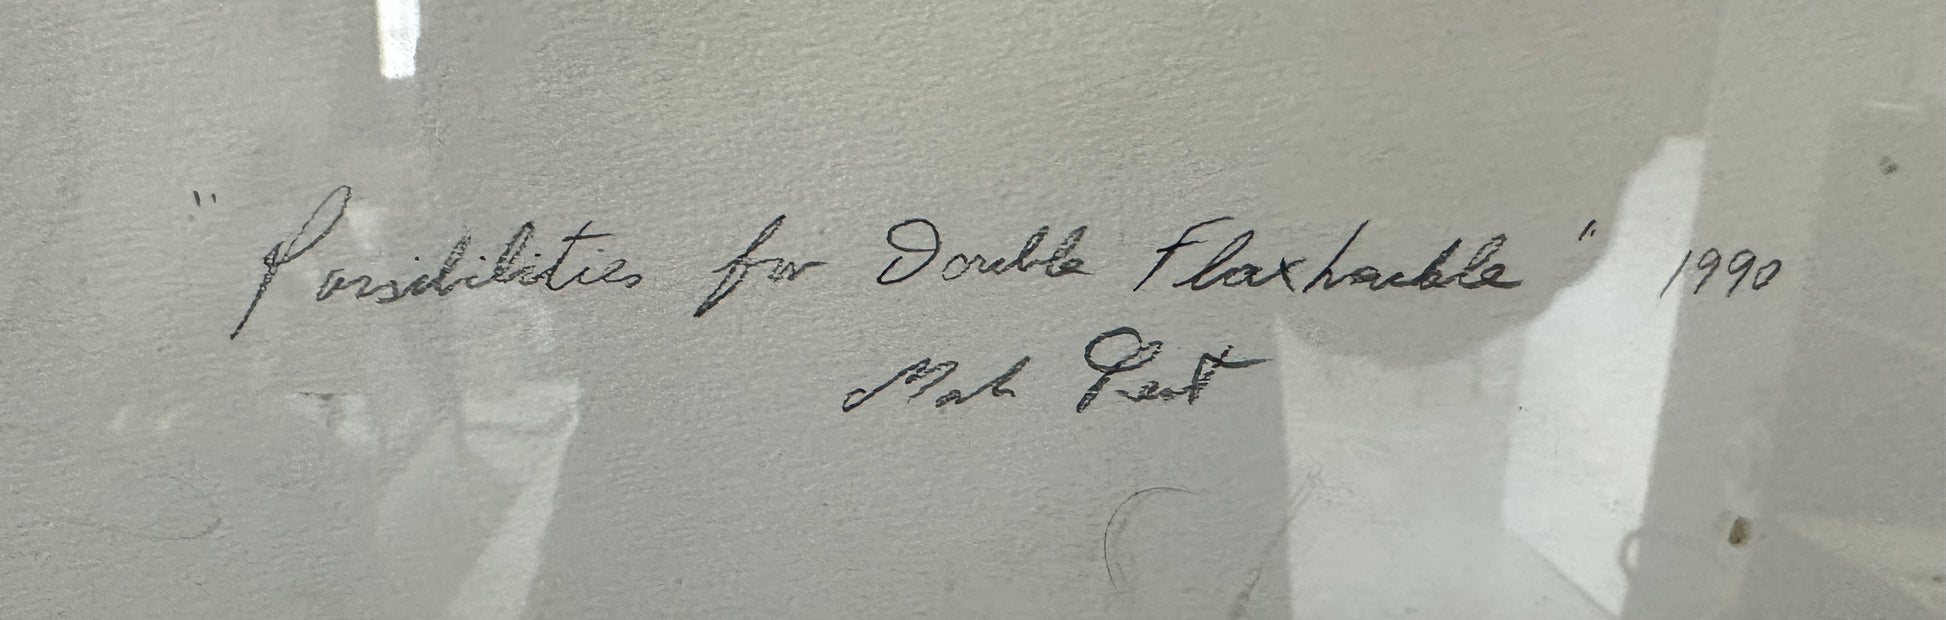 "Possibilities for Double Flaxhackle" 1990